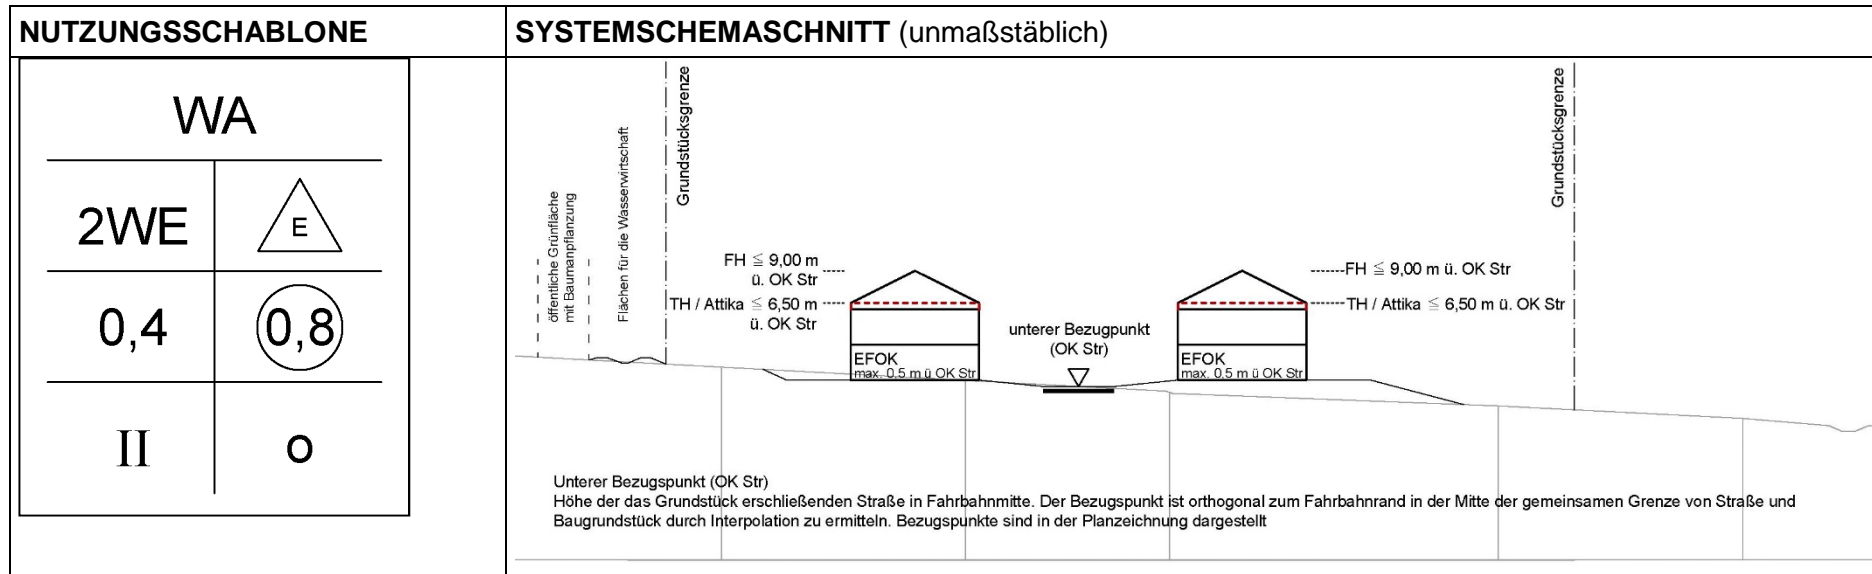 NUTZUNGSSCHABLONE
SYSTEMSCHEMASCHNITT (unmaßstäblich)
WA
2WE
E
0,4
0,8
II
o
öffentliche Grünfläche
mit Baumanpflanzung
Flächen für die Wasserwirtschaft
Grundstücksgrenze
FH ≦ 9,00 m
ü. OK Str
TH / Attika ≦ 6,50 m
ü. OK Str
EFOK
max. 0,5 m ü OK Str
unterer Bezugpunkt
(OK Str)
EFOK
max. 0,5 m ü OK Str
FH ≦ 9,00 m ü. OK Str
TH / Attika ≦ 6,50 m ü. OK Str
Grundstücksgrenze
Unterer Bezugspunkt (OK Str)
Höhe der das Grundstück erschließenden Straße in Fahrbahnmitte. Der Bezugspunkt ist orthogonal zum Fahrbahnrand in der Mitte der gemeinsamen Grenze von Straße und
Baugrundstück durch Interpolation zu ermitteln. Bezugspunkte sind in der Planzeichnung dargestellt